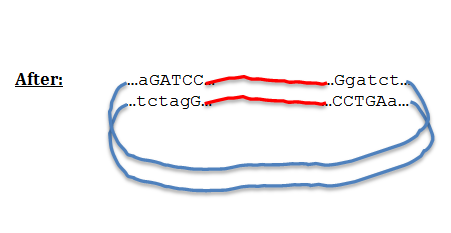 After:
…aGATCC… …Ggatct…
…tctagG… …CCTGAa…